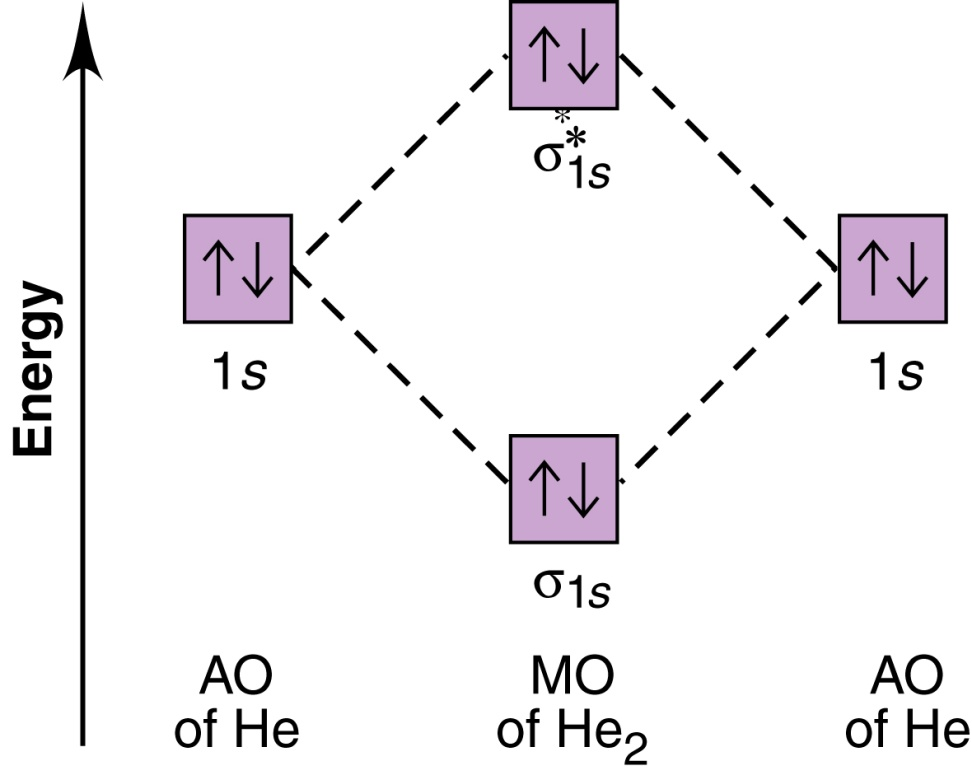 ↑↓
*
σ*1s
↑↓
↑↓
1s
1s
Energy
↑↓
σ1s
AO
of He
MO
of He2
AO
of He